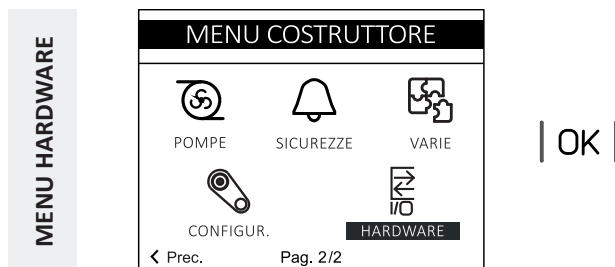 MENU HARDWARE
MENU COSTRUTTORE
POMPE SICUREZZE VARIE
I/O
CONFIGUR. HARDWARE
< Prec. Pag. 2/2
OK